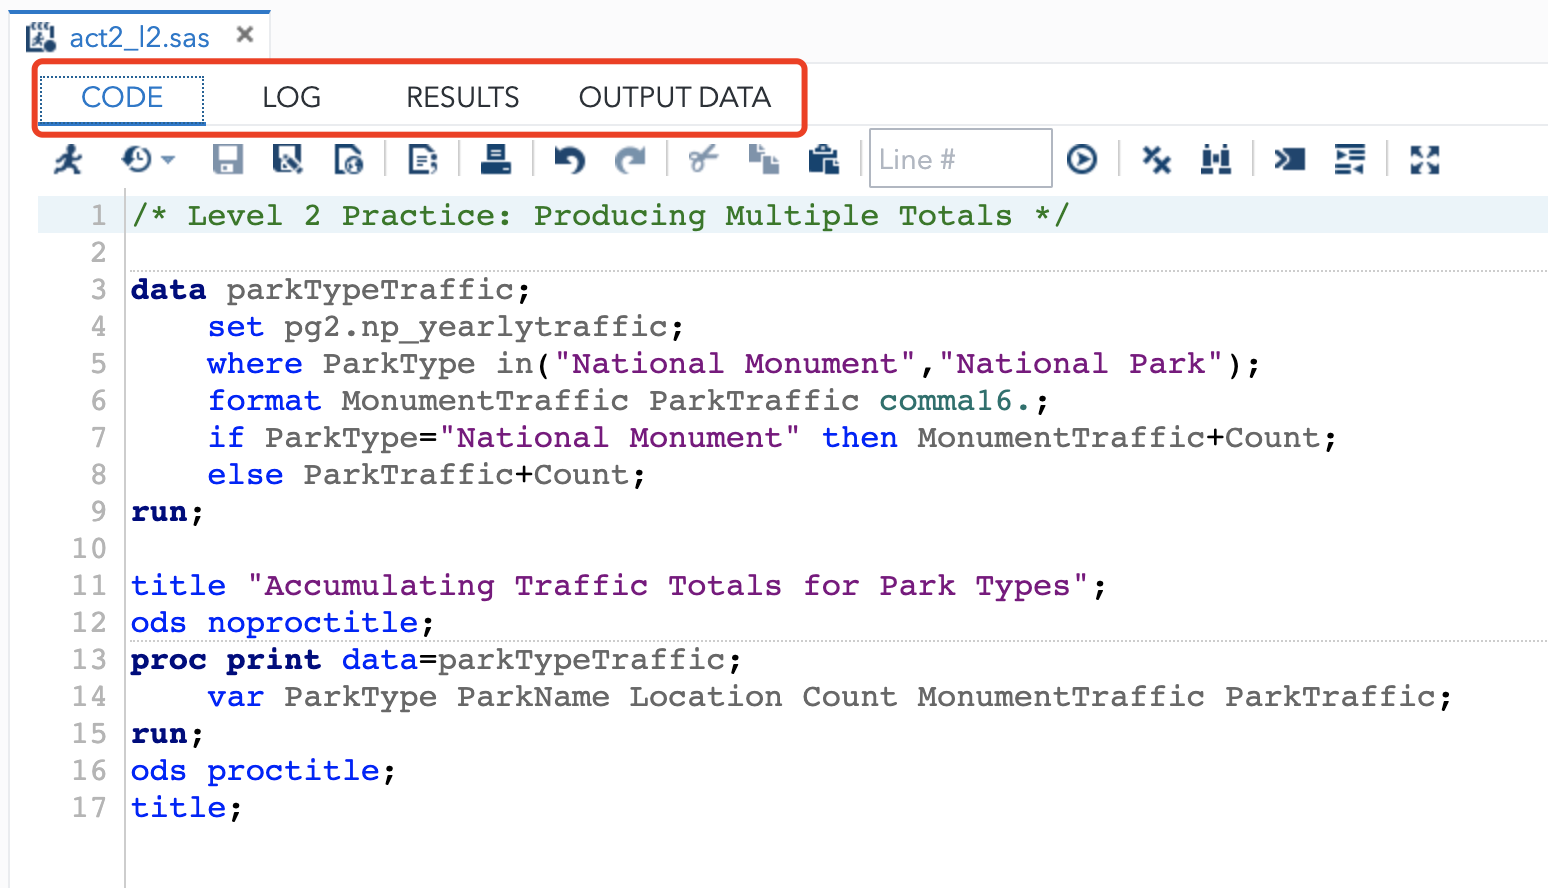 act2_l2.sas
CODE LOG RESULTS OUTPUT DATA
Line #
1 /* Level 2 Practice: Producing Multiple Totals */
2
3 data parkTypeTraffic;
4 set pg2.np_yearlytraffic;
5 where ParkType in("National Monument","National Park");
6 format MonumentTraffic ParkTraffic comma16.;
7 if ParkType="National Monument" then MonumentTraffic+Count;
8 else ParkTraffic+Count;
9 run;
10
11 title "Accumulating Traffic Totals for Park Types";
12 ods noproctitle;
13 proc print data=parkTypeTraffic;
14 var ParkType ParkName Location Count MonumentTraffic ParkTraffic;
15 run;
16 ods proctitle;
17 title;